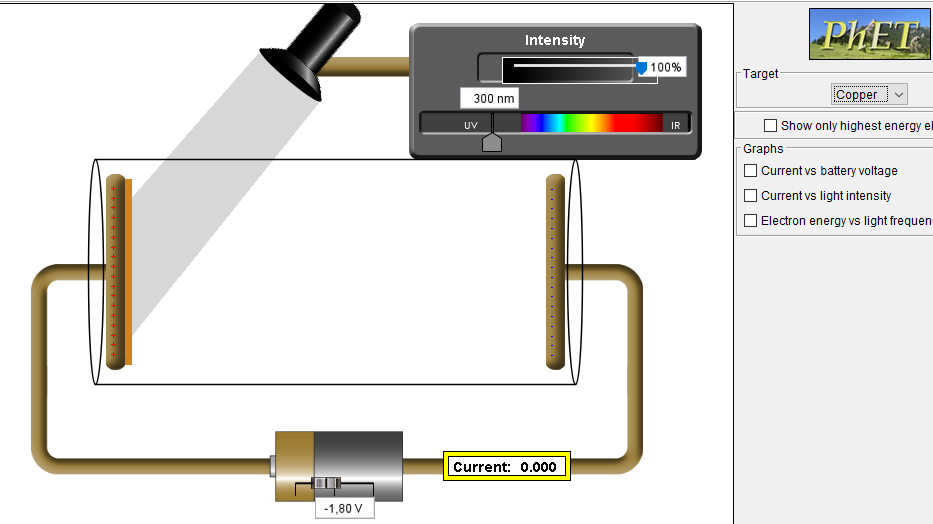 Intensity
100%
300 nm
UV
IR
PhET
Target
Copper
Show only highest energy el
Graphs
Current vs battery voltage
Current vs light intensity
Electron energy vs light frequen
Current: 0.000
-1,80 V